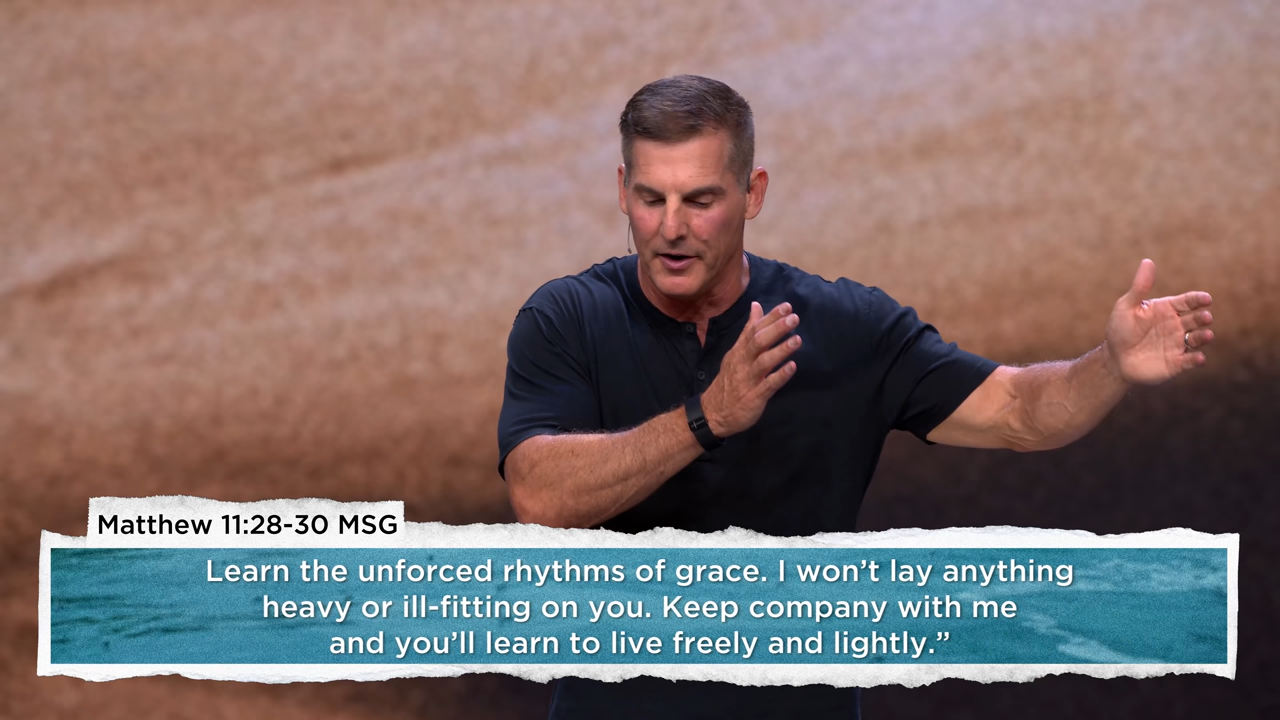 Matthew 11:28-30 MSG
Learn the unforced rhythms of grace. I won’t lay anything
heavy or ill-fitting on you. Keep company with me
and you’ll learn to live freely and lightly.”